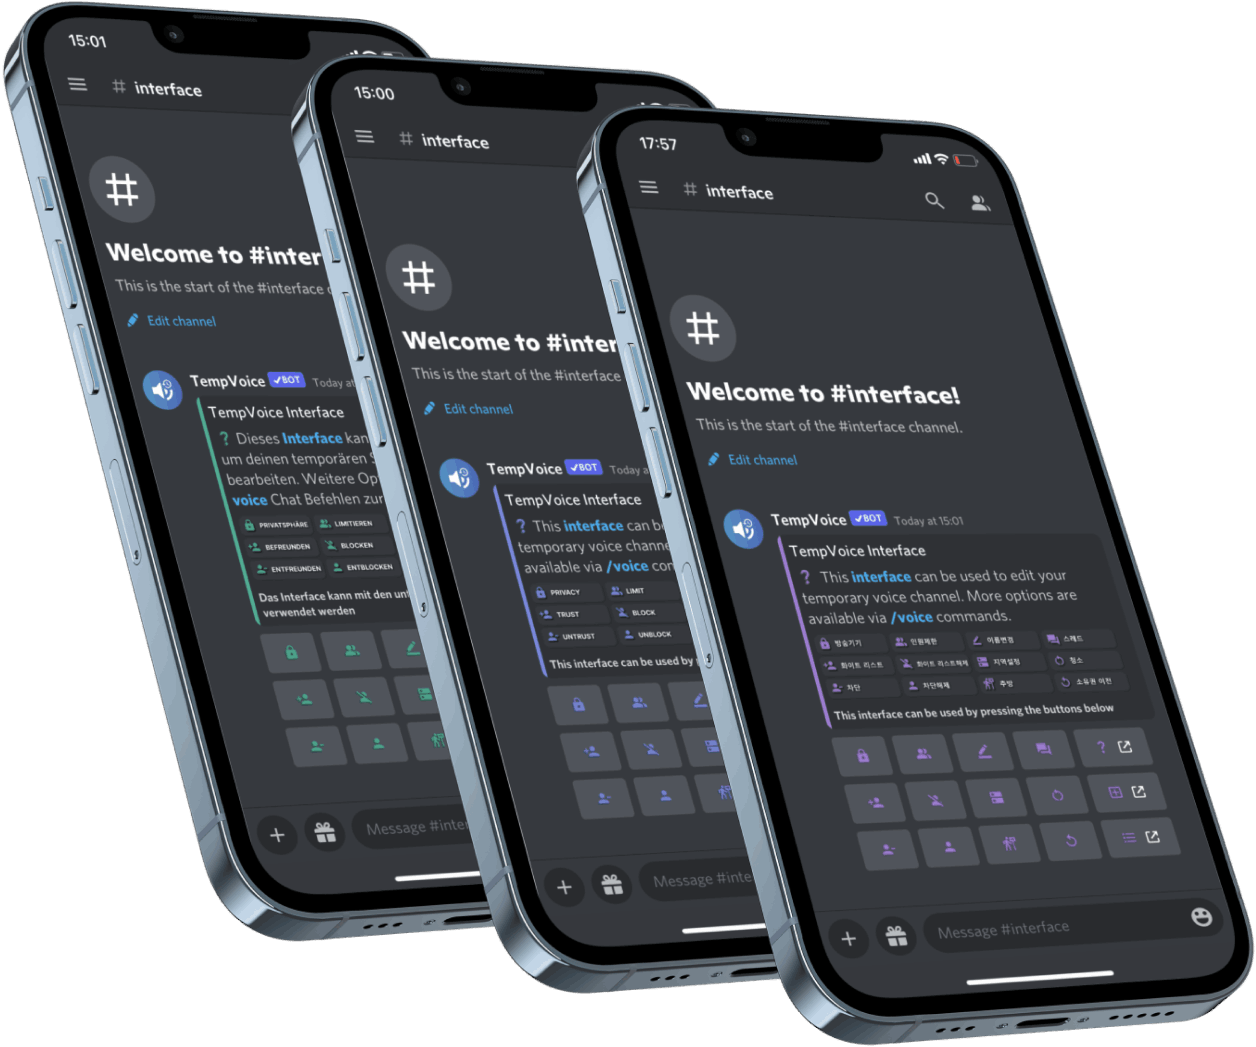 15:01
# interface
#
Welcome to #inter
This is the start of the #interface
Edit channel
TempVoice ✓BOT Today at
TempVoice Interface
? Dieses Interface kan
um deinen temporären S
bearbeiten. Weitere Op
voice Chat Befehlen zur
PRIVATSPHÄRE LIMITIEREN
BEFREUNDEN BLOCKEN
ENTFREUNDEN ENTBLOCKEN
Das Interface kann mit den unt
verwendet werden
+ Message #inter
15:00
# interface
#
Welcome to #inter
This is the start of the #interface
Edit channel
TempVoice ✓BOT Today a
TempVoice Interface
? This interface can be
temporary voice channe
available via /voice con
PRIVACY LIMIT
TRUST BLOCK
UNTRUST UNBLOCK
This interface can be used by
+ Message #inte
17:57
# interface
#
Welcome to #interface!
This is the start of the #interface channel.
Edit channel
TempVoice ✓BOT Today at 15:01
TempVoice Interface
? This interface can be used to edit your
temporary voice channel. More options are
available via /voice commands.
방숨기기 인원제한 이름변경 스레드
화이트 리스트 화이트 리스트해제 지역설정 청소
차단 차단해제 추방 소유권 이전
This interface can be used by pressing the buttons below
?
+ Message #interface